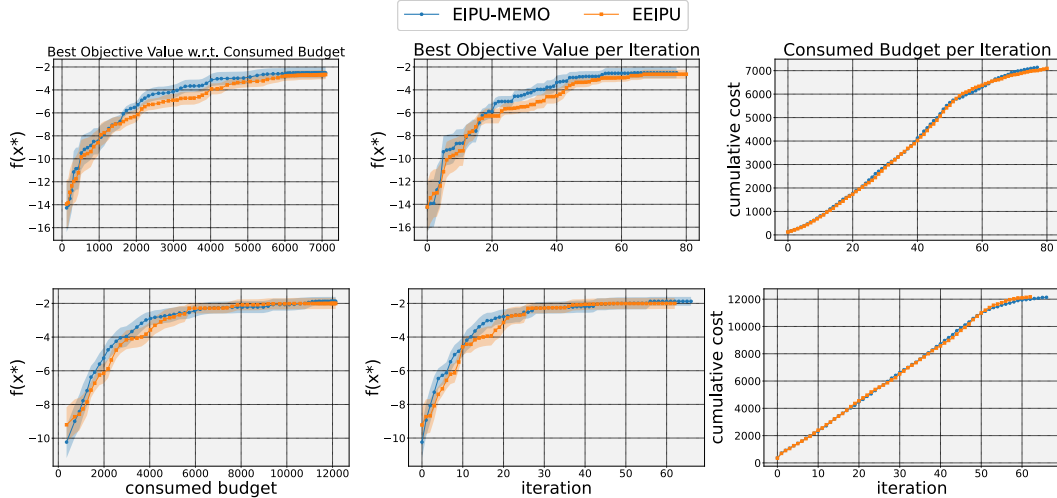 EIPU-MEMO EEIPU
Best Objective Value w.r.t. Consumed Budget
Best Objective Value per Iteration
Consumed Budget per Iteration
f(x*)
−2
−4
−6
−8
−10
−12
−14
−16
0 1000 2000 3000 4000 5000 6000 7000
f(x*)
−2
−4
−6
−8
−10
−12
−14
−16
0 20 40 60 80
cumulative cost
7000
6000
5000
4000
3000
2000
1000
0
0 20 40 60 80
f(x*)
−2
−4
−6
−8
−10
0 2000 4000 6000 8000 10000 12000
consumed budget
f(x*)
−2
−4
−6
−8
−10
0 10 20 30 40 50 60
iteration
cumulative cost
12000
10000
8000
6000
4000
2000
0
0 10 20 30 40 50 60
iteration